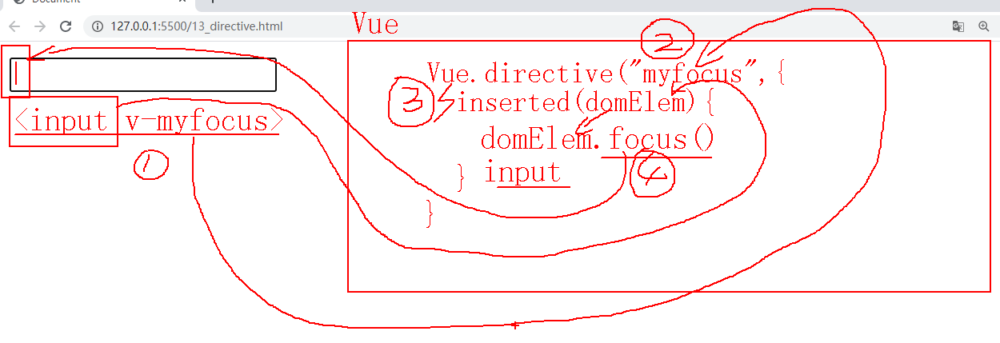 Document
127.0.0.1:5500/13_directive.html
Vue
2
Vue.directive("myfocus",{
3
inserted(domElem){
<input v-myfocus>
domElem.focus()
1
4
} input
}